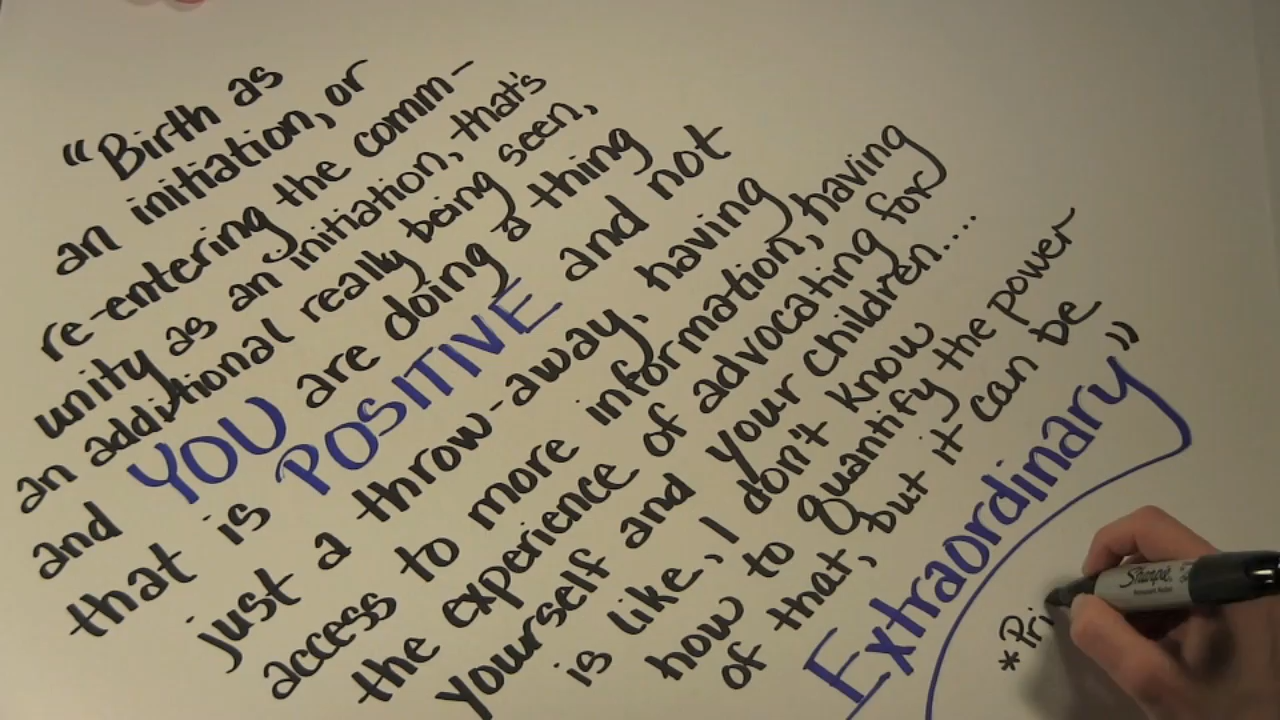 “Birth as
an initiation, or
re-entering the comm-
unity as an initiation, that's
an additional really being seen,
and YOU are doing a thing
that is POSITIVE and not
just a throw-away, having
access to more information, having
the experience of advocating for
yourself and your children....
is like, I don't know
how to quantify the power
of that, but it can be
Extraordinary”
*Pri
Sharpie